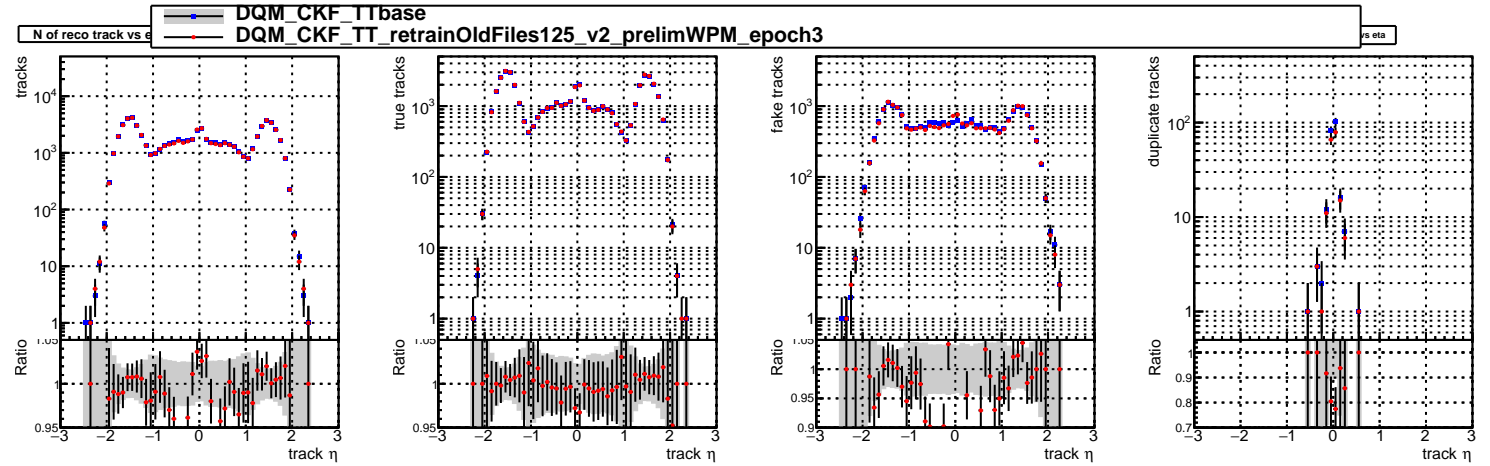 DQM_CKF_TTbase
DQM_CKF_TT_retrainOldFiles125_v2_prelimWPM_epoch3
N of reco track vs e
vs eta
tracks
10⁴
10³
10²
10
1
Ratio
1.05
1
0.95
−3 −2 −1 0 1 2 3
track η
true tracks
10³
10²
10
1
Ratio
1.05
1
0.95
−3 −2 −1 0 1 2 3
track η
fake tracks
10³
10²
10
1
Ratio
1
0.95
0.9
−3 −2 −1 0 1 2 3
track η
duplicate tracks
10²
10
1
Ratio
1
0.9
0.8
0.7
−3 −2 −1 0 1 2 3
track η